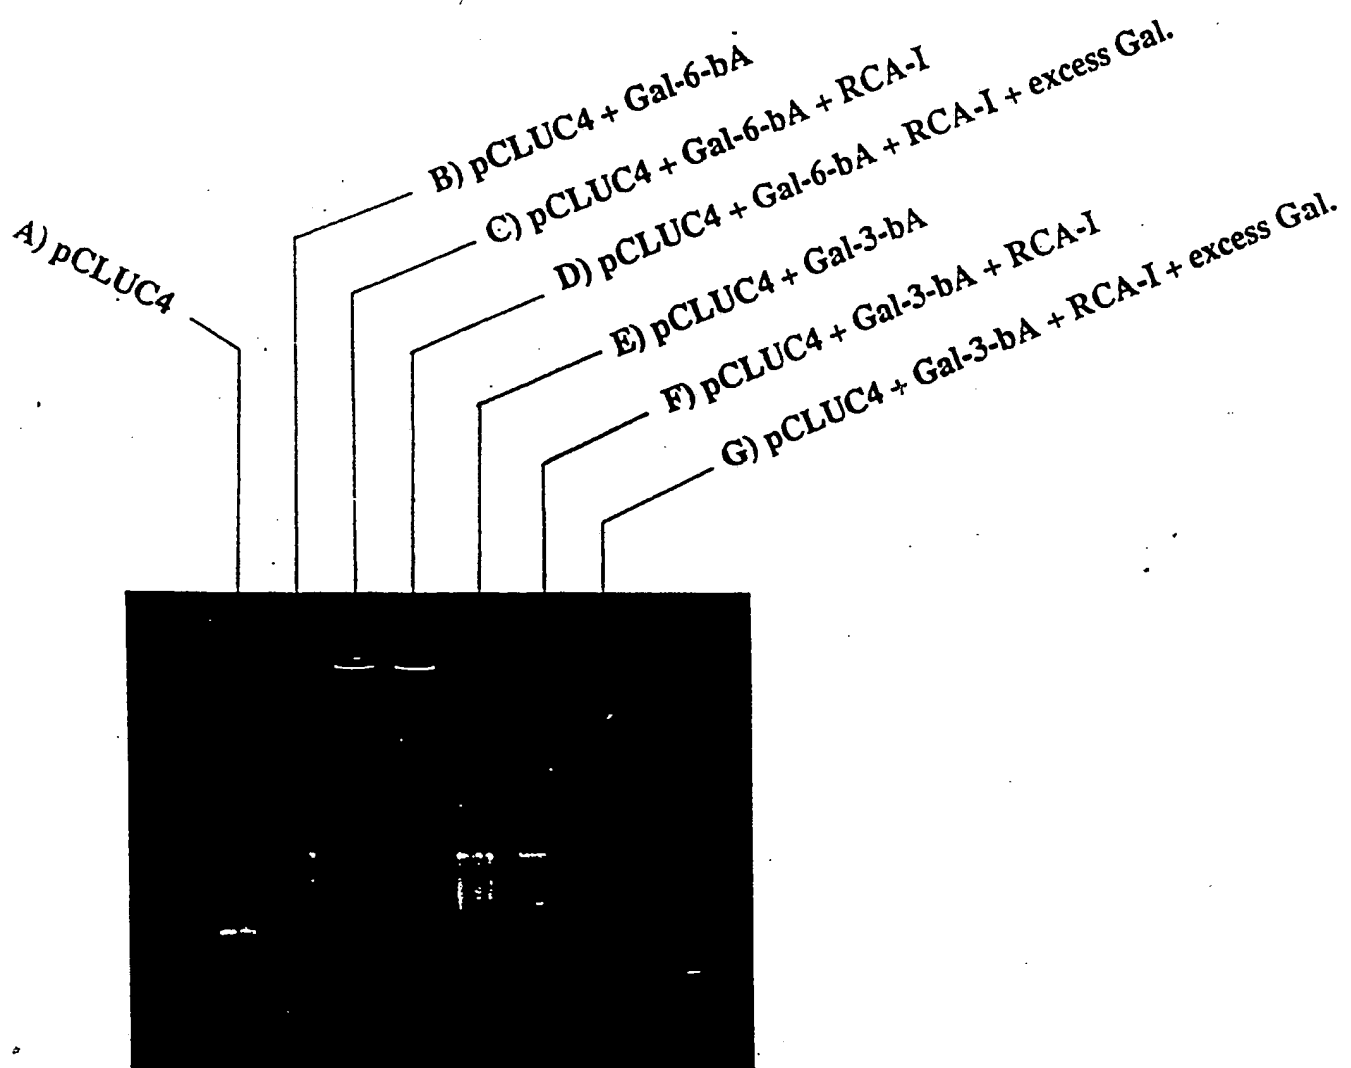 A) pCLUC4
B) pCLUC4 + Gal-6-bA
C) pCLUC4 + Gal-6-bA + RCA-I
D) pCLUC4 + Gal-6-bA + RCA-I + excess Gal.
E) pCLUC4 + Gal-3-bA
F) pCLUC4 + Gal-3-bA + RCA-I
G) pCLUC4 + Gal-3-bA + RCA-I + excess Gal.